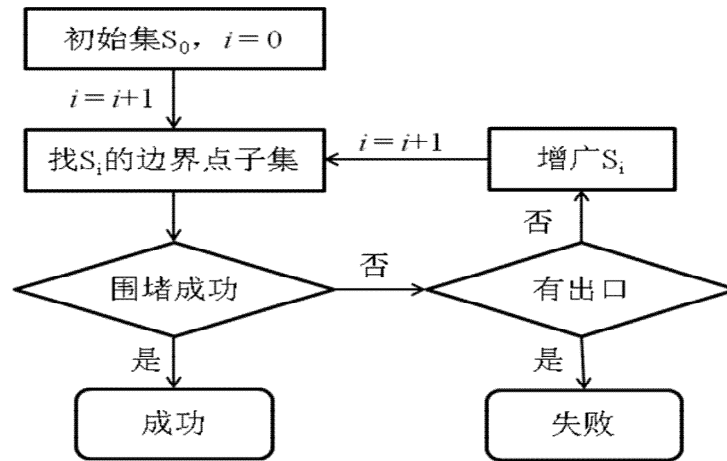 初始集S₀，i＝0
i＝i+1
找Sᵢ的边界点子集
i＝i+1
增广Sᵢ
否
围堵成功
否
有出口
是
是
成功
失败